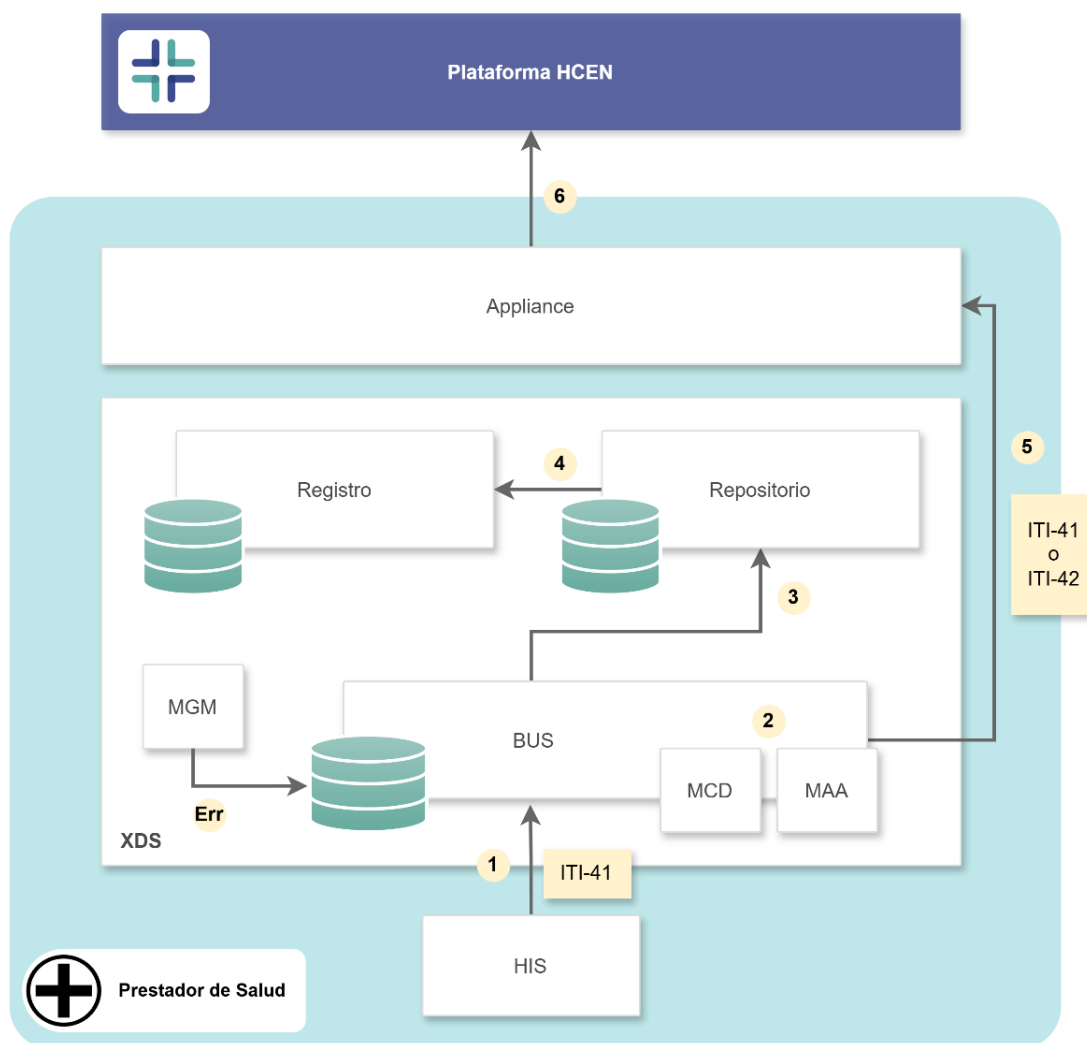 Plataforma HCEN
6
Appliance
5
ITI-41
o
ITI-42
Registro
4
Repositorio
3
MGM
Err
BUS
2
MCD
MAA
XDS
1
ITI-41
HIS
Prestador de Salud